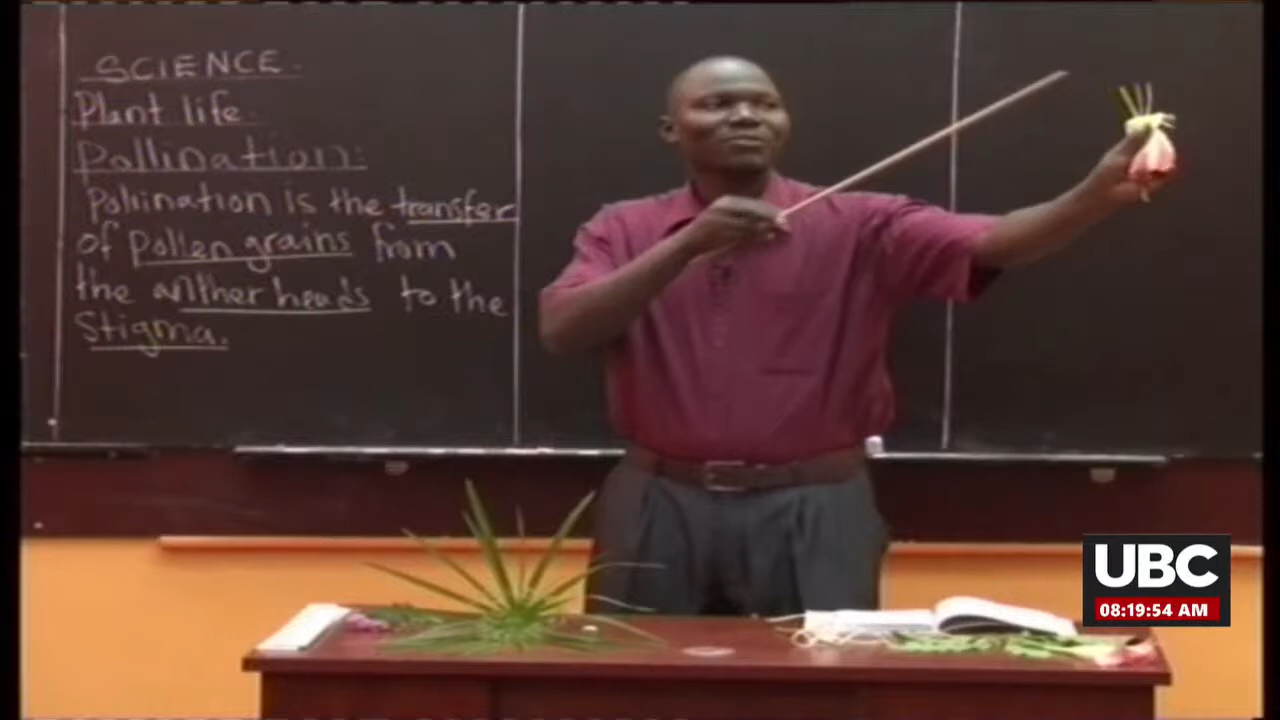 SCIENCE.
Plant life.
Pollination:
Pollination is the transfer
of Pollen grains from
the anther heads to the
Stigma.
UBC
08:19:54 AM